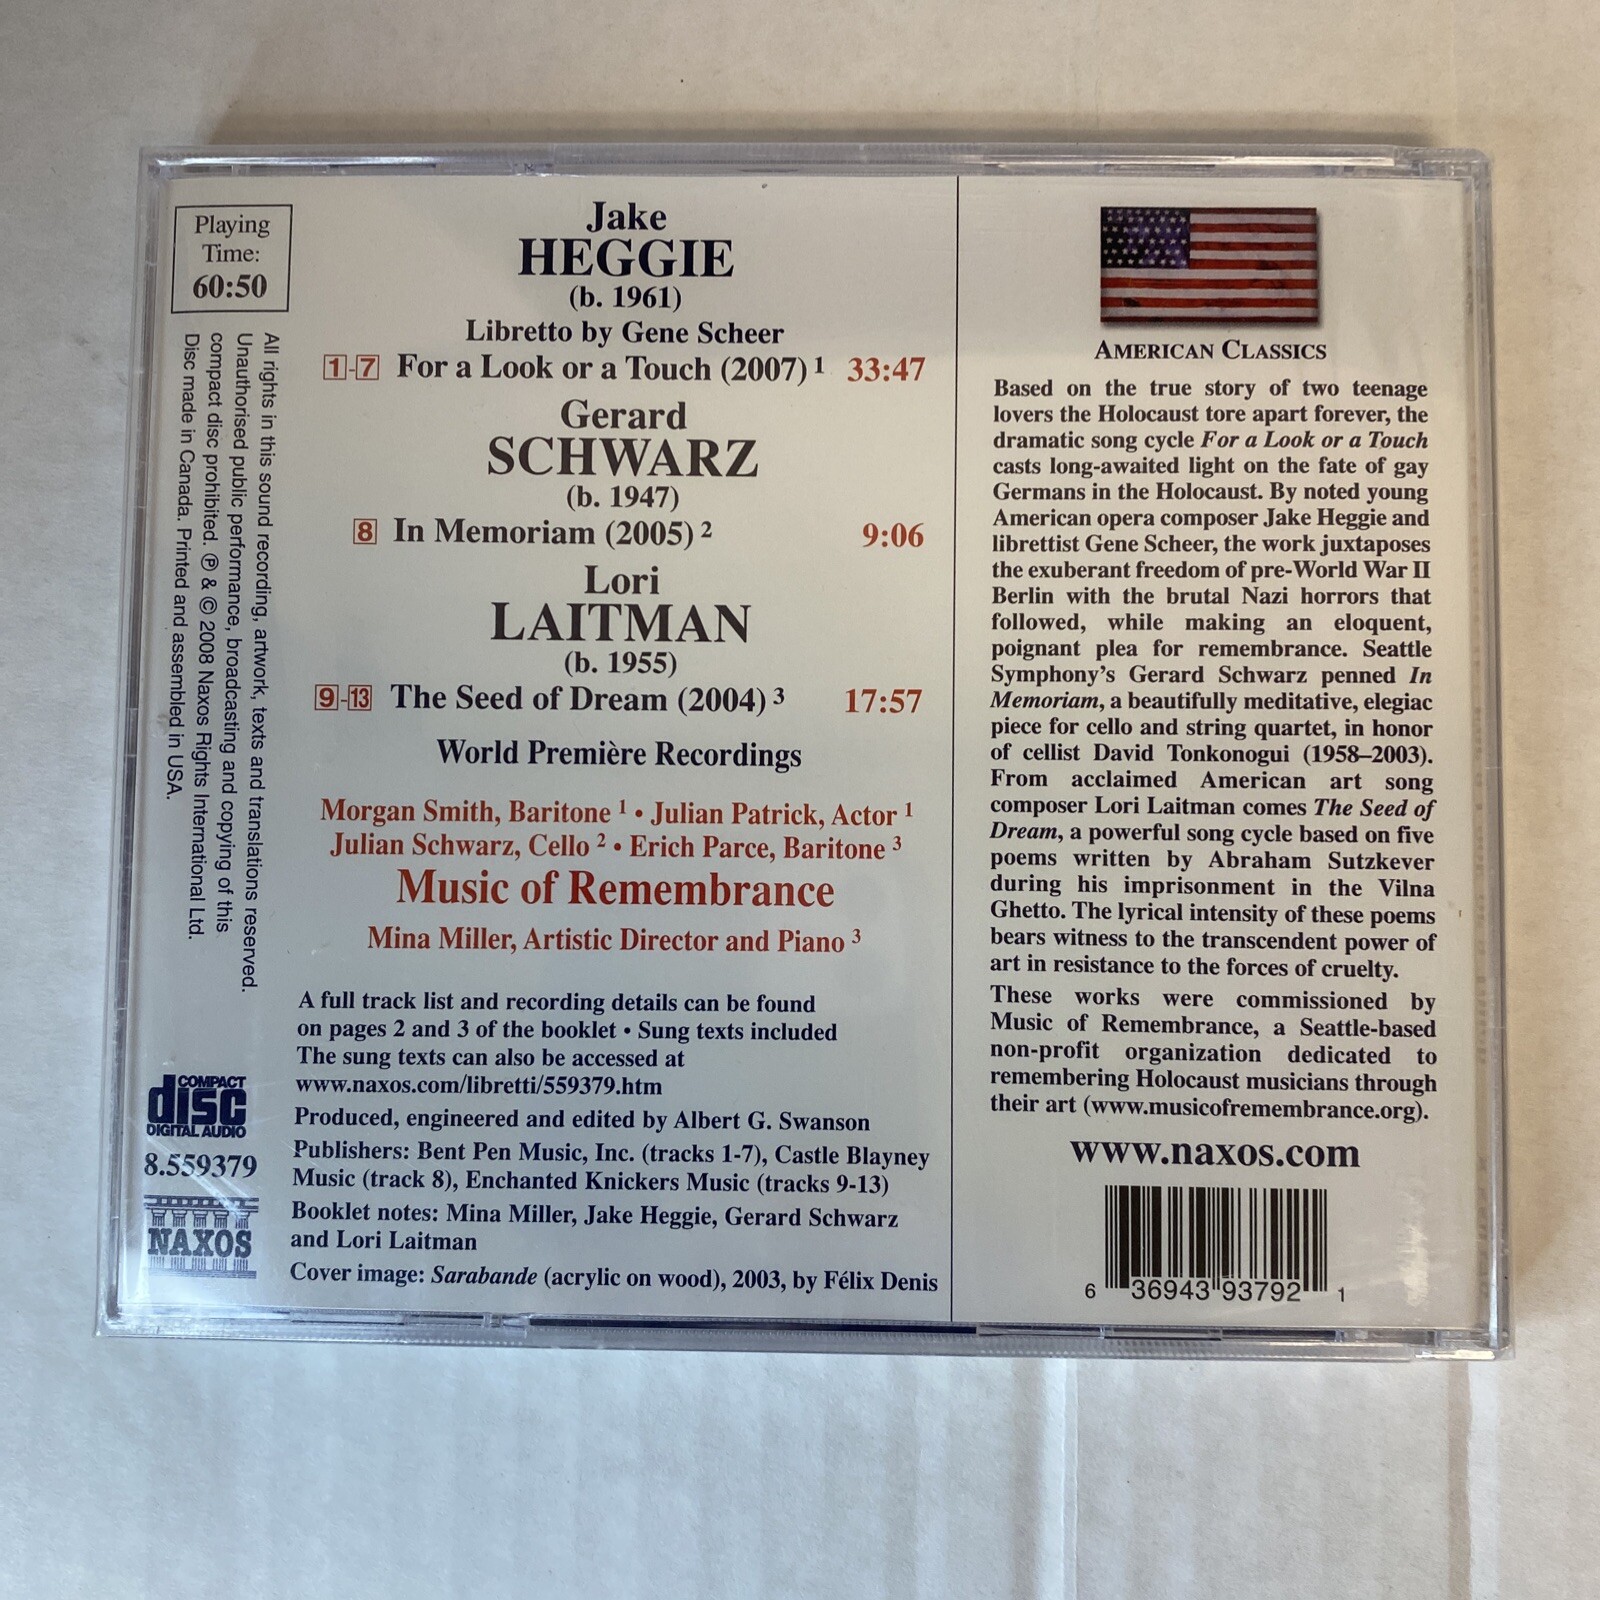 Playing
Time:
60:50
All rights in this sound recording, artwork, texts and translations reserved.
Unauthorised public performance, broadcasting and copying of this
compact disc prohibited. ℗ & © 2008 Naxos Rights International Ltd.
Disc made in Canada. Printed and assembled in USA.
COMPACT
disc
DIGITAL AUDIO
8.559379
NAXOS
Jake
HEGGIE
(b. 1961)
Libretto by Gene Scheer
1-7 For a Look or a Touch (2007) 1 33:47
Gerard
SCHWARZ
(b. 1947)
8 In Memoriam (2005) 2 9:06
Lori
LAITMAN
(b. 1955)
9-13 The Seed of Dream (2004) 3 17:57
World Première Recordings
Morgan Smith, Baritone 1 • Julian Patrick, Actor 1
Julian Schwarz, Cello 2 • Erich Parce, Baritone 3
Music of Remembrance
Mina Miller, Artistic Director and Piano 3
A full track list and recording details can be found
on pages 2 and 3 of the booklet • Sung texts included
The sung texts can also be accessed at
www.naxos.com/libretti/559379.htm
Produced, engineered and edited by Albert G. Swanson
Publishers: Bent Pen Music, Inc. (tracks 1-7), Castle Blayney
Music (track 8), Enchanted Knickers Music (tracks 9-13)
Booklet notes: Mina Miller, Jake Heggie, Gerard Schwarz
and Lori Laitman
Cover image: Sarabande (acrylic on wood), 2003, by Félix Denis
AMERICAN CLASSICS
Based on the true story of two teenage
lovers the Holocaust tore apart forever, the
dramatic song cycle For a Look or a Touch
casts long-awaited light on the fate of gay
Germans in the Holocaust. By noted young
American opera composer Jake Heggie and
librettist Gene Scheer, the work juxtaposes
the exuberant freedom of pre-World War II
Berlin with the brutal Nazi horrors that
followed, while making an eloquent,
poignant plea for remembrance. Seattle
Symphony's Gerard Schwarz penned In
Memoriam, a beautifully meditative, elegiac
piece for cello and string quartet, in honor
of cellist David Tonkonogui (1958–2003).
From acclaimed American art song
composer Lori Laitman comes The Seed of
Dream, a powerful song cycle based on five
poems written by Abraham Sutzkever
during his imprisonment in the Vilna
Ghetto. The lyrical intensity of these poems
bears witness to the transcendent power of
art in resistance to the forces of cruelty.
These works were commissioned by
Music of Remembrance, a Seattle-based
non-profit organization dedicated to
remembering Holocaust musicians through
their art (www.musicofremembrance.org).
www.naxos.com
6 36943 93792 1